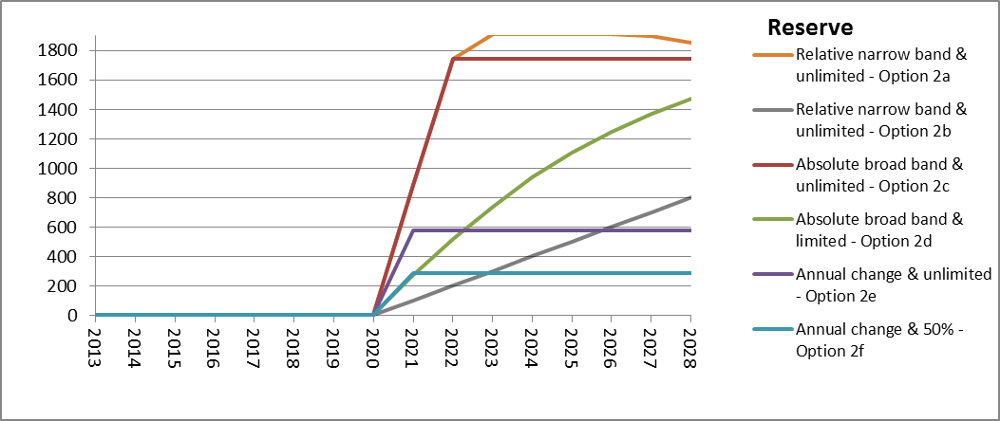 Reserve
1800
1600
1400
1200
1000
800
600
400
200
0
2013
2014
2015
2016
2017
2018
2019
2020
2021
2022
2023
2024
2025
2026
2027
2028
Relative narrow band &
unlimited - Option 2a
Relative narrow band &
unlimited - Option 2b
Absolute broad band &
unlimited - Option 2c
Absolute broad band &
limited - Option 2d
Annual change & unlimited
- Option 2e
Annual change & 50% -
Option 2f